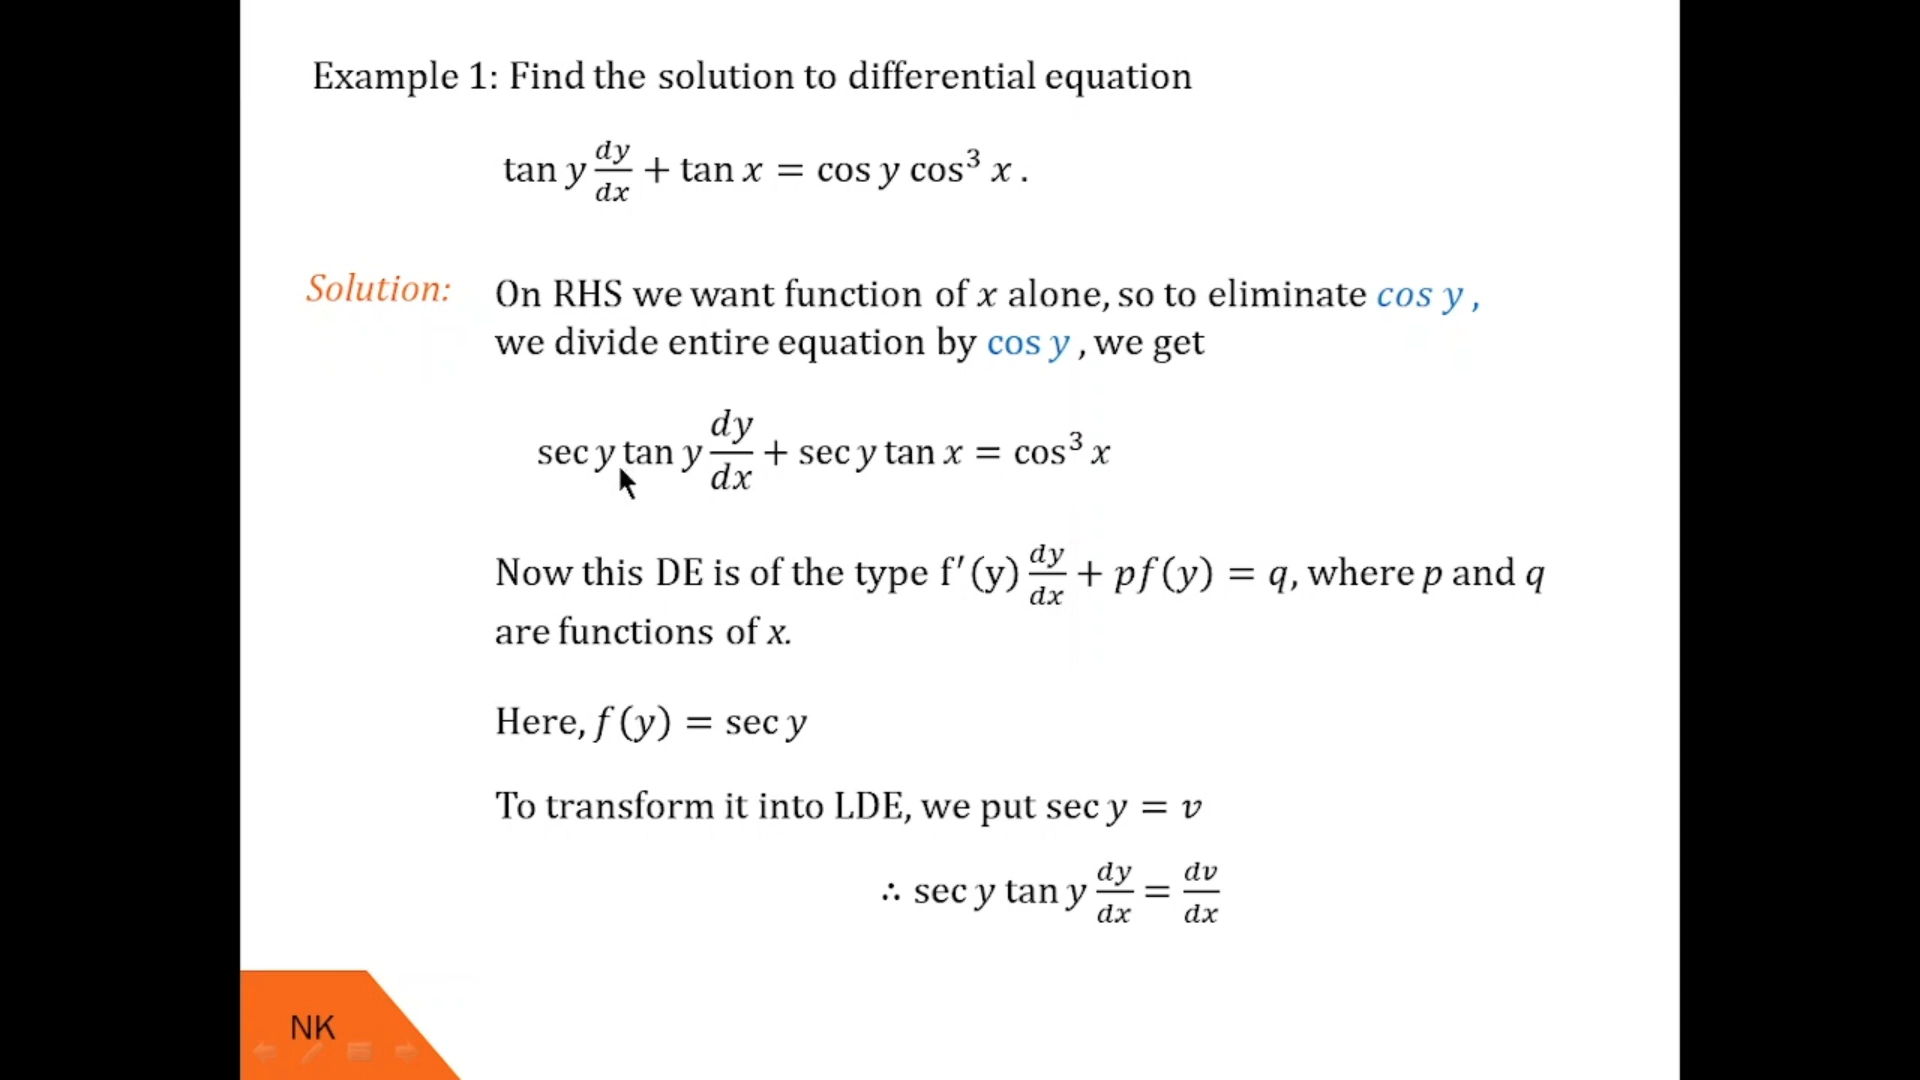 Example 1: Find the solution to differential equation
tan y dy/dx + tan x = cos y cos³ x .
Solution: On RHS we want function of x alone, so to eliminate cos y ,
we divide entire equation by cos y , we get
sec y tan y dy/dx + sec y tan x = cos³ x
Now this DE is of the type f′(y) dy/dx + pf(y) = q, where p and q
are functions of x.
Here, f(y) = sec y
To transform it into LDE, we put sec y = v
∴ sec y tan y dy/dx = dv/dx
NK